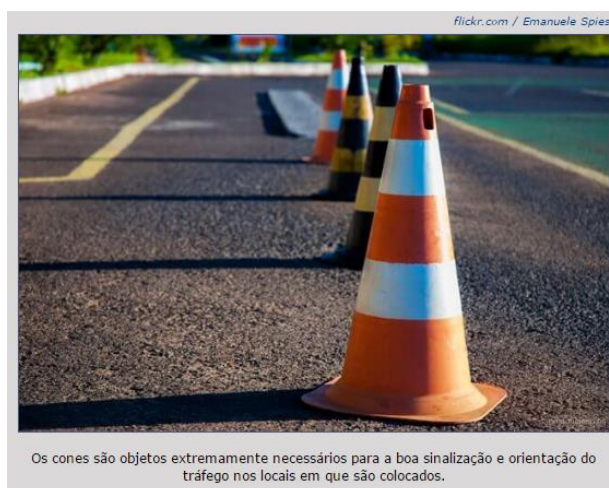 flickr.com / Emanuele Spies
Os cones são objetos extremamente necessários para a boa sinalização e orientação do
tráfego nos locais em que são colocados.